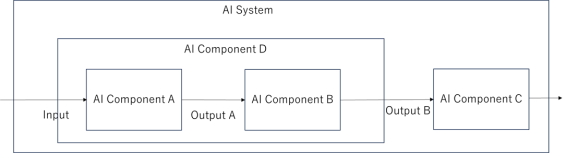 AI System
AI Component D
AI Component A
AI Component B
AI Component C
Input
Output A
Output B